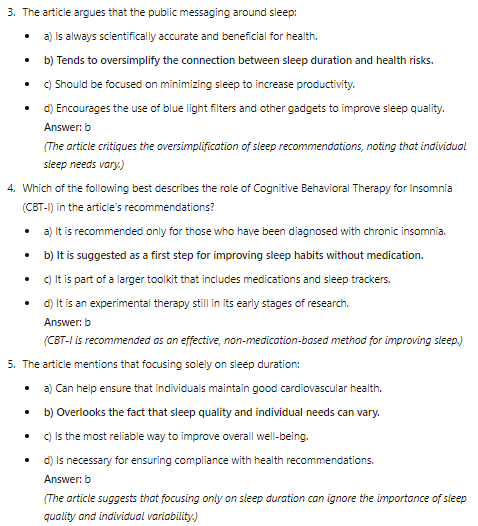 3. The article argues that the public messaging around sleep:
• a) Is always scientifically accurate and beneficial for health.
• b) Tends to oversimplify the connection between sleep duration and health risks.
• c) Should be focused on minimizing sleep to increase productivity.
• d) Encourages the use of blue light filters and other gadgets to improve sleep quality.
Answer: b
(The article critiques the oversimplification of sleep recommendations, noting that individual
sleep needs vary.)
4. Which of the following best describes the role of Cognitive Behavioral Therapy for Insomnia
(CBT-I) in the article's recommendations?
• a) It is recommended only for those who have been diagnosed with chronic insomnia.
• b) It is suggested as a first step for improving sleep habits without medication.
• c) It is part of a larger toolkit that includes medications and sleep trackers.
• d) It is an experimental therapy still in its early stages of research.
Answer: b
(CBT-I is recommended as an effective, non-medication-based method for improving sleep.)
5. The article mentions that focusing solely on sleep duration:
• a) Can help ensure that individuals maintain good cardiovascular health.
• b) Overlooks the fact that sleep quality and individual needs can vary.
• c) Is the most reliable way to improve overall well-being.
• d) Is necessary for ensuring compliance with health recommendations.
Answer: b
(The article suggests that focusing only on sleep duration can ignore the importance of sleep
quality and individual variability.)